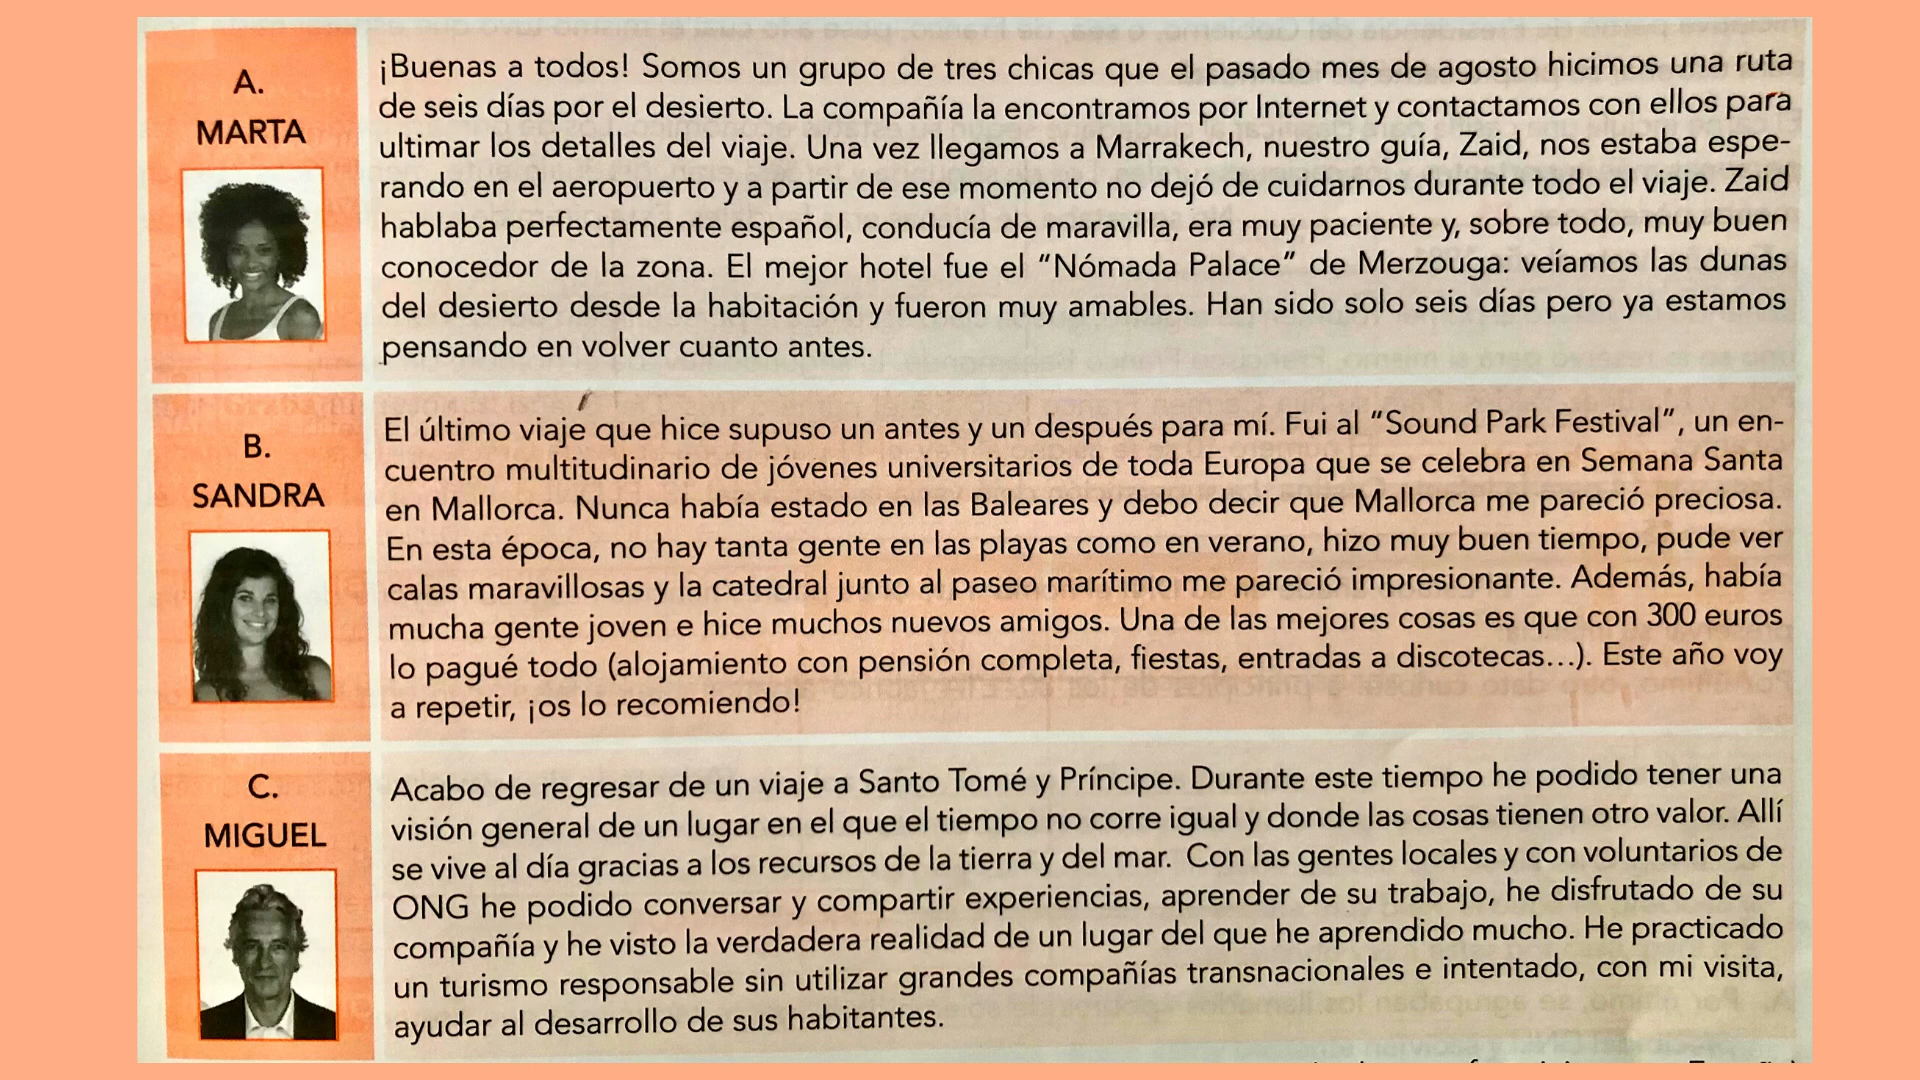 A.
MARTA
¡Buenas a todos! Somos un grupo de tres chicas que el pasado mes de agosto hicimos una ruta
de seis días por el desierto. La compañía la encontramos por Internet y contactamos con ellos para
ultimar los detalles del viaje. Una vez llegamos a Marrakech, nuestro guía, Zaid, nos estaba espe-
rando en el aeropuerto y a partir de ese momento no dejó de cuidarnos durante todo el viaje. Zaid
hablaba perfectamente español, conducía de maravilla, era muy paciente y, sobre todo, muy buen
conocedor de la zona. El mejor hotel fue el “Nómada Palace” de Merzouga: veíamos las dunas
del desierto desde la habitación y fueron muy amables. Han sido solo seis días pero ya estamos
pensando en volver cuanto antes.
B.
SANDRA
El último viaje que hice supuso un antes y un después para mí. Fui al “Sound Park Festival”, un en-
cuentro multitudinario de jóvenes universitarios de toda Europa que se celebra en Semana Santa
en Mallorca. Nunca había estado en las Baleares y debo decir que Mallorca me pareció preciosa.
En esta época, no hay tanta gente en las playas como en verano, hizo muy buen tiempo, pude ver
calas maravillosas y la catedral junto al paseo marítimo me pareció impresionante. Además, había
mucha gente joven e hice muchos nuevos amigos. Una de las mejores cosas es que con 300 euros
lo pagué todo (alojamiento con pensión completa, fiestas, entradas a discotecas...). Este año voy
a repetir, ¡os lo recomiendo!
C.
MIGUEL
Acabo de regresar de un viaje a Santo Tomé y Príncipe. Durante este tiempo he podido tener una
visión general de un lugar en el que el tiempo no corre igual y donde las cosas tienen otro valor. Allí
se vive al día gracias a los recursos de la tierra y del mar. Con las gentes locales y con voluntarios de
ONG he podido conversar y compartir experiencias, aprender de su trabajo, he disfrutado de su
compañía y he visto la verdadera realidad de un lugar del que he aprendido mucho. He practicado
un turismo responsable sin utilizar grandes compañías transnacionales e intentado, con mi visita,
ayudar al desarrollo de sus habitantes.